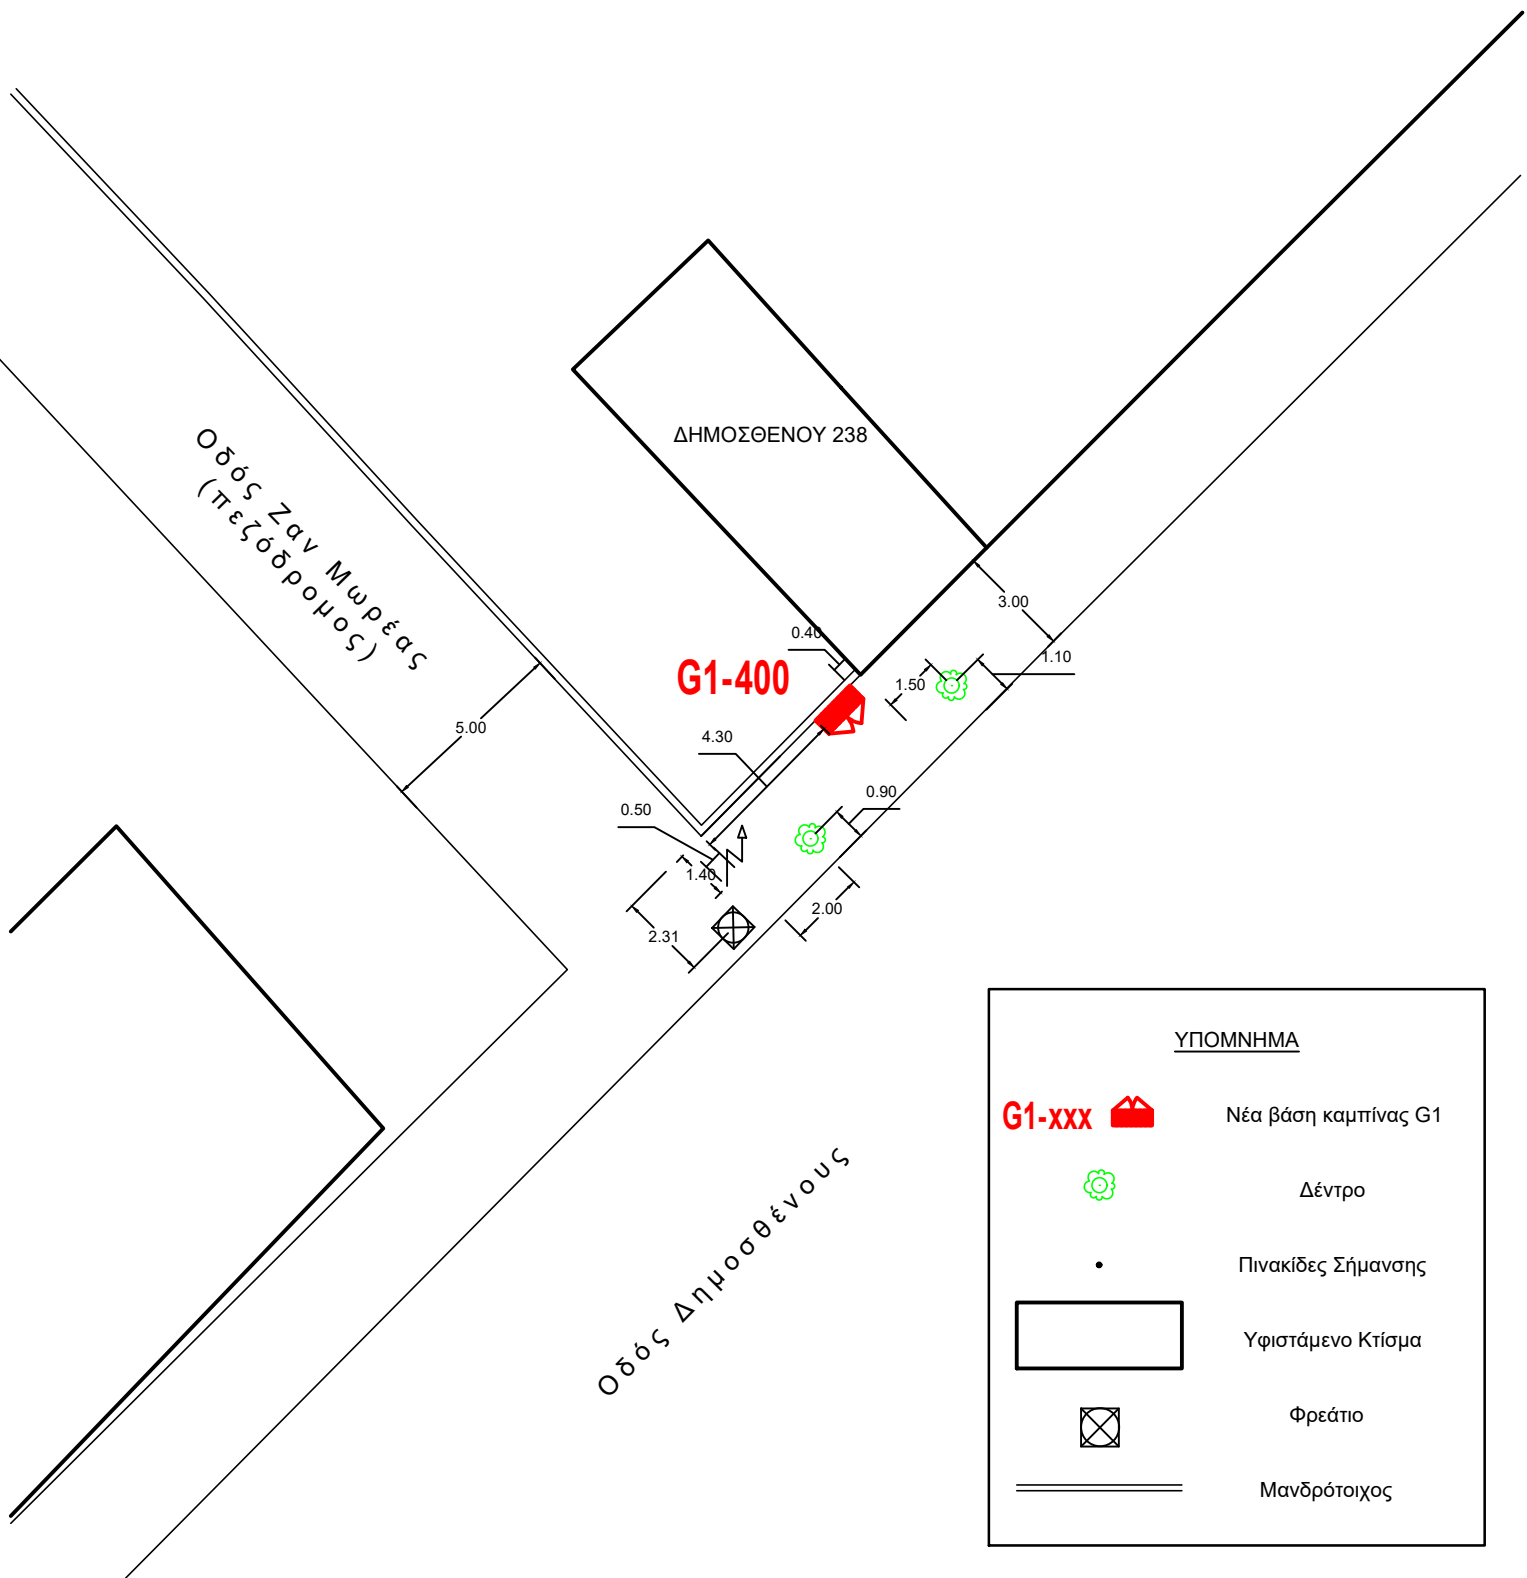 ΔΗΜΟΣΘΕΝΟΥ 238
Οδός Ζαν Μωρέας
(πεζόδρομος)
3.00
0.40
1.10
G1-400
1.50
5.00
4.30
0.90
0.50
1.40
2.00
2.31
Οδός Δημοσθένους
ΥΠΟΜΝΗΜΑ
G1-xxx Νέα βάση καμπίνας G1
Δέντρο
Πινακίδες Σήμανσης
Υφιστάμενο Κτίσμα
Φρεάτιο
Μανδρότοιχος